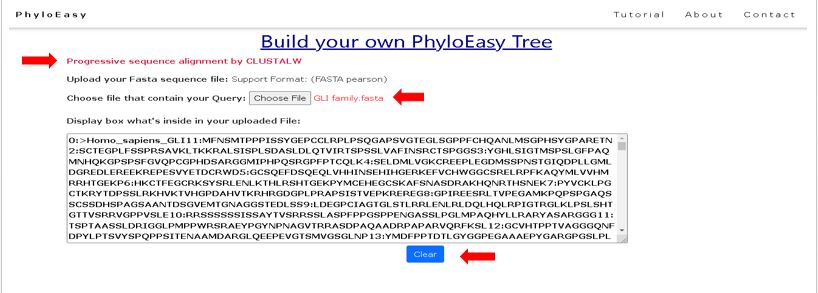 PhyloEasy
Tutorial About Contact
Build your own PhyloEasy Tree
Progressive sequence alignment by CLUSTALW
Upload your Fasta sequence file: Support Format: (FASTA pearson)
Choose file that contain your Query: Choose File GLI family.fasta
Display box what's inside in your uploaded File:
0:>Homo_sapiens_GLI11:MFNSMTPPPISSYGEPCCLRPLPSQGAPSVGTEGLSGPPFCHQANLMSGPHSYGPARETN
2:SCTEGPLFSSPRSAVKLTKKRALSISPLSDASLDLQTVIRTSPSSLVAFINSRCTSPGGS3:YGHLSIGTMSPSLGFPAQ
MNHQKGPSPSFGVQPCGPHDSARGGMIPHPQSRGPFPTCQLK4:SELDMLVGKCREEPLEGDMSSPNSTGIQDPLLGML
DGREDLEREEKREPESVYETDCRWD5:GCSQEFDSQEQLVHHINSEHIHGERKEFVCHWGGCSRELRPFKAQYMLVVHM
RRHTGEKP6:HKCTFEGCRKSYSRLENLKTHLRSHTGEKPYMCEHEGCSKAFSNASDRAKHQNRTHSNEK7:PYVCKLPG
CTKRYTDPSSLRKHVKTVHGPDAHVTKRHRGDGPLPRAPSISTVEPKREREGG8:GPIREESRLTVPEGAMKPQPSPGAQS
SCSSDHSPAGSAANTDSGVEMTGNAGGSTEDLSS9:LDEGPCIAGTGLSTLRRLENLRLDQLHQLRPIGTRGLKLPSLSHT
GTTVSRRVGPPVSLE10:RRSSSSSSISSAYTVSRRSSLASPFPPGSPPENGASSLPGLMPAQHYLLRARYASARGGG11:
TSPTAASSLDRIGGLPMPPWRSRAEYPGYNPNAGVTRRASDPAQAADRPAPARVQRFKSL12:GCVHTPPTVAGGGQNF
DPYLPTSVYSPQPPSITENAAMDARGLQEEPEVGTSMVGSGLNP13:YMDFPPTDTLGYGGPEGAAAEPYGARGPGSLPL
Clear